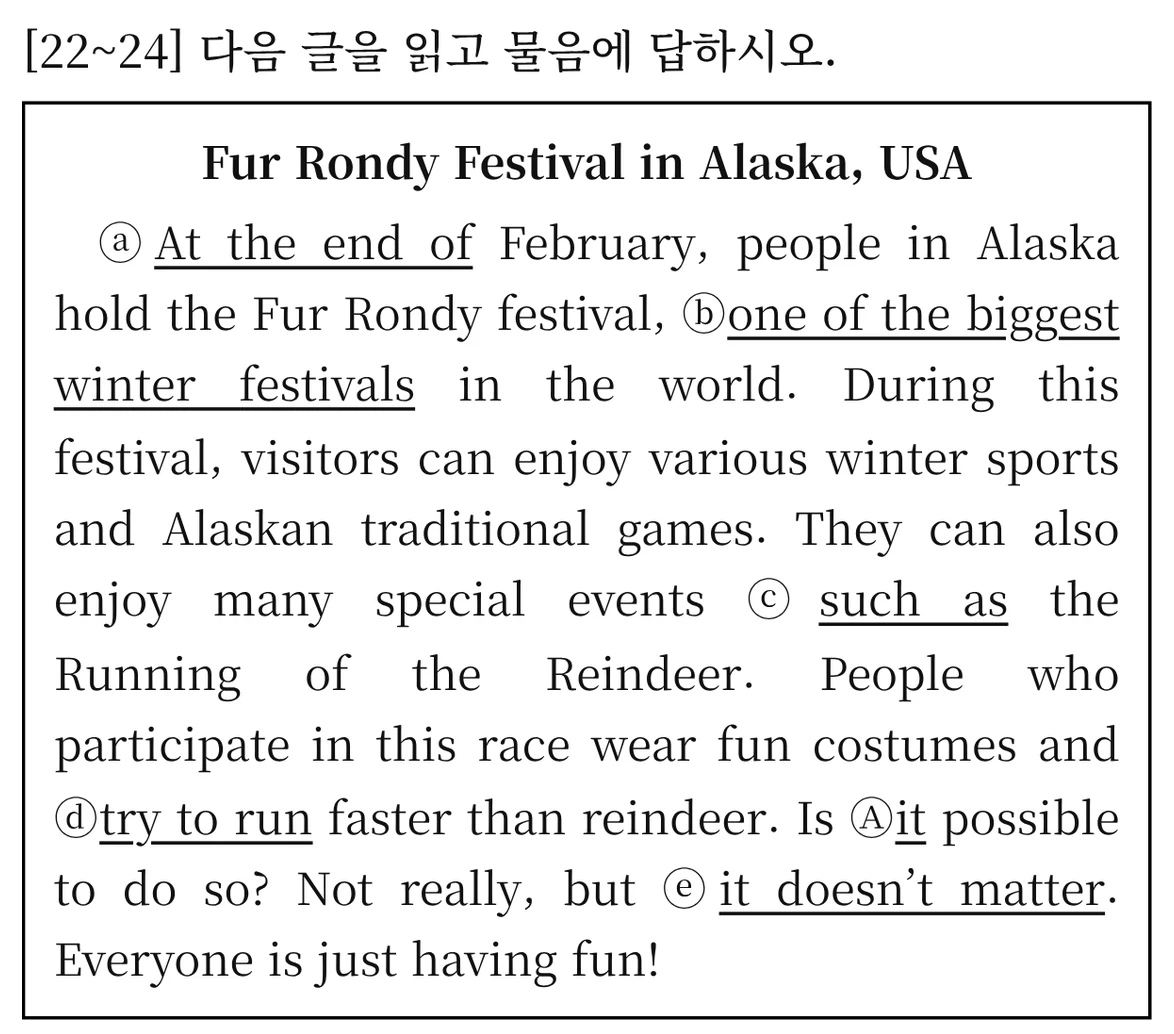 [22~24] 다음 글을 읽고 물음에 답하시오.
Fur Rondy Festival in Alaska, USA
ⓐ At the end of February, people in Alaska
hold the Fur Rondy festival, ⓑone of the biggest
winter festivals in the world. During this
festival, visitors can enjoy various winter sports
and Alaskan traditional games. They can also
enjoy many special events ⓒ such as the
Running of the Reindeer. People who
participate in this race wear fun costumes and
ⓓtry to run faster than reindeer. Is Ⓐit possible
to do so? Not really, but ⓔ it doesn’t matter.
Everyone is just having fun!